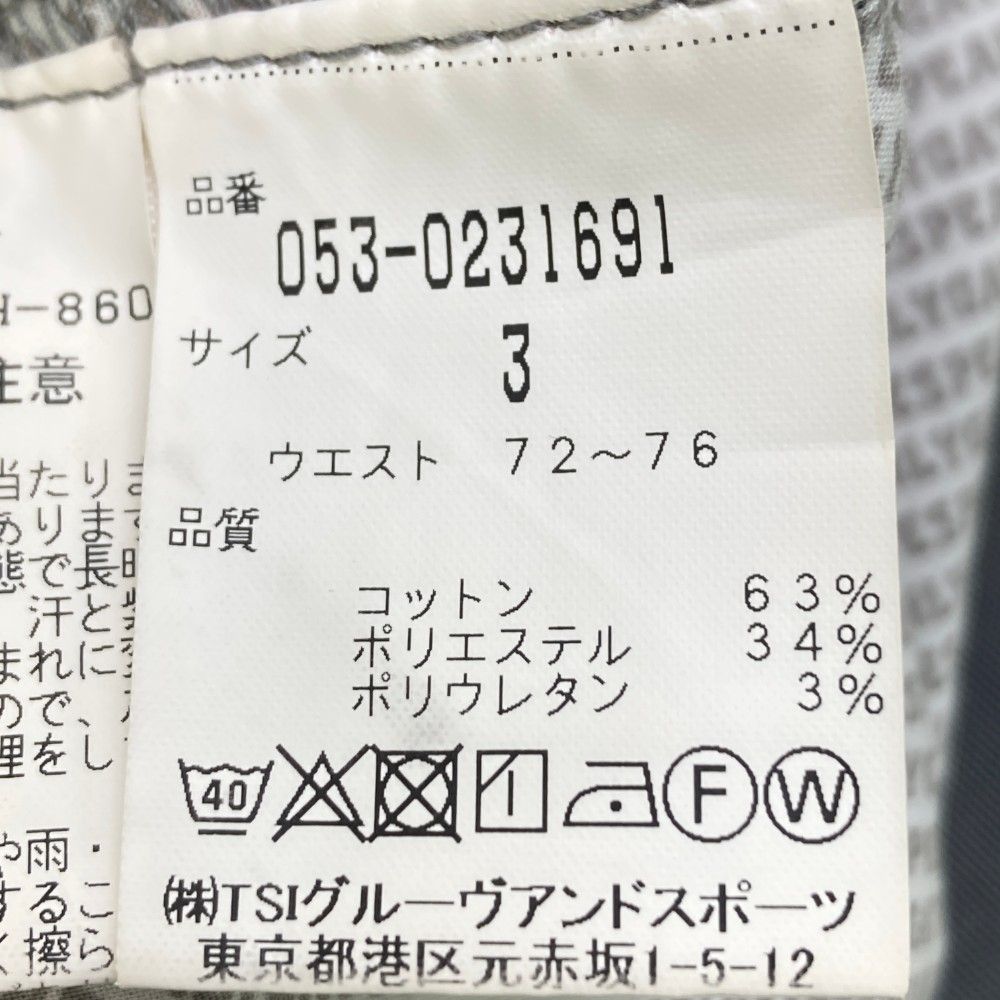 品番
053-0231691
サイズ 3
ウエスト 72～76
品質
コットン 63%
ポリエステル 34%
ポリウレタン 3%
40 F W
㈱TSIグルーヴアンドスポーツ
東京都港区元赤坂1-5-12
H-860
注意
当たりま
あります
態で長時
汗と
まれに
ので、
理をし
や雨・
するこ
く擦ら